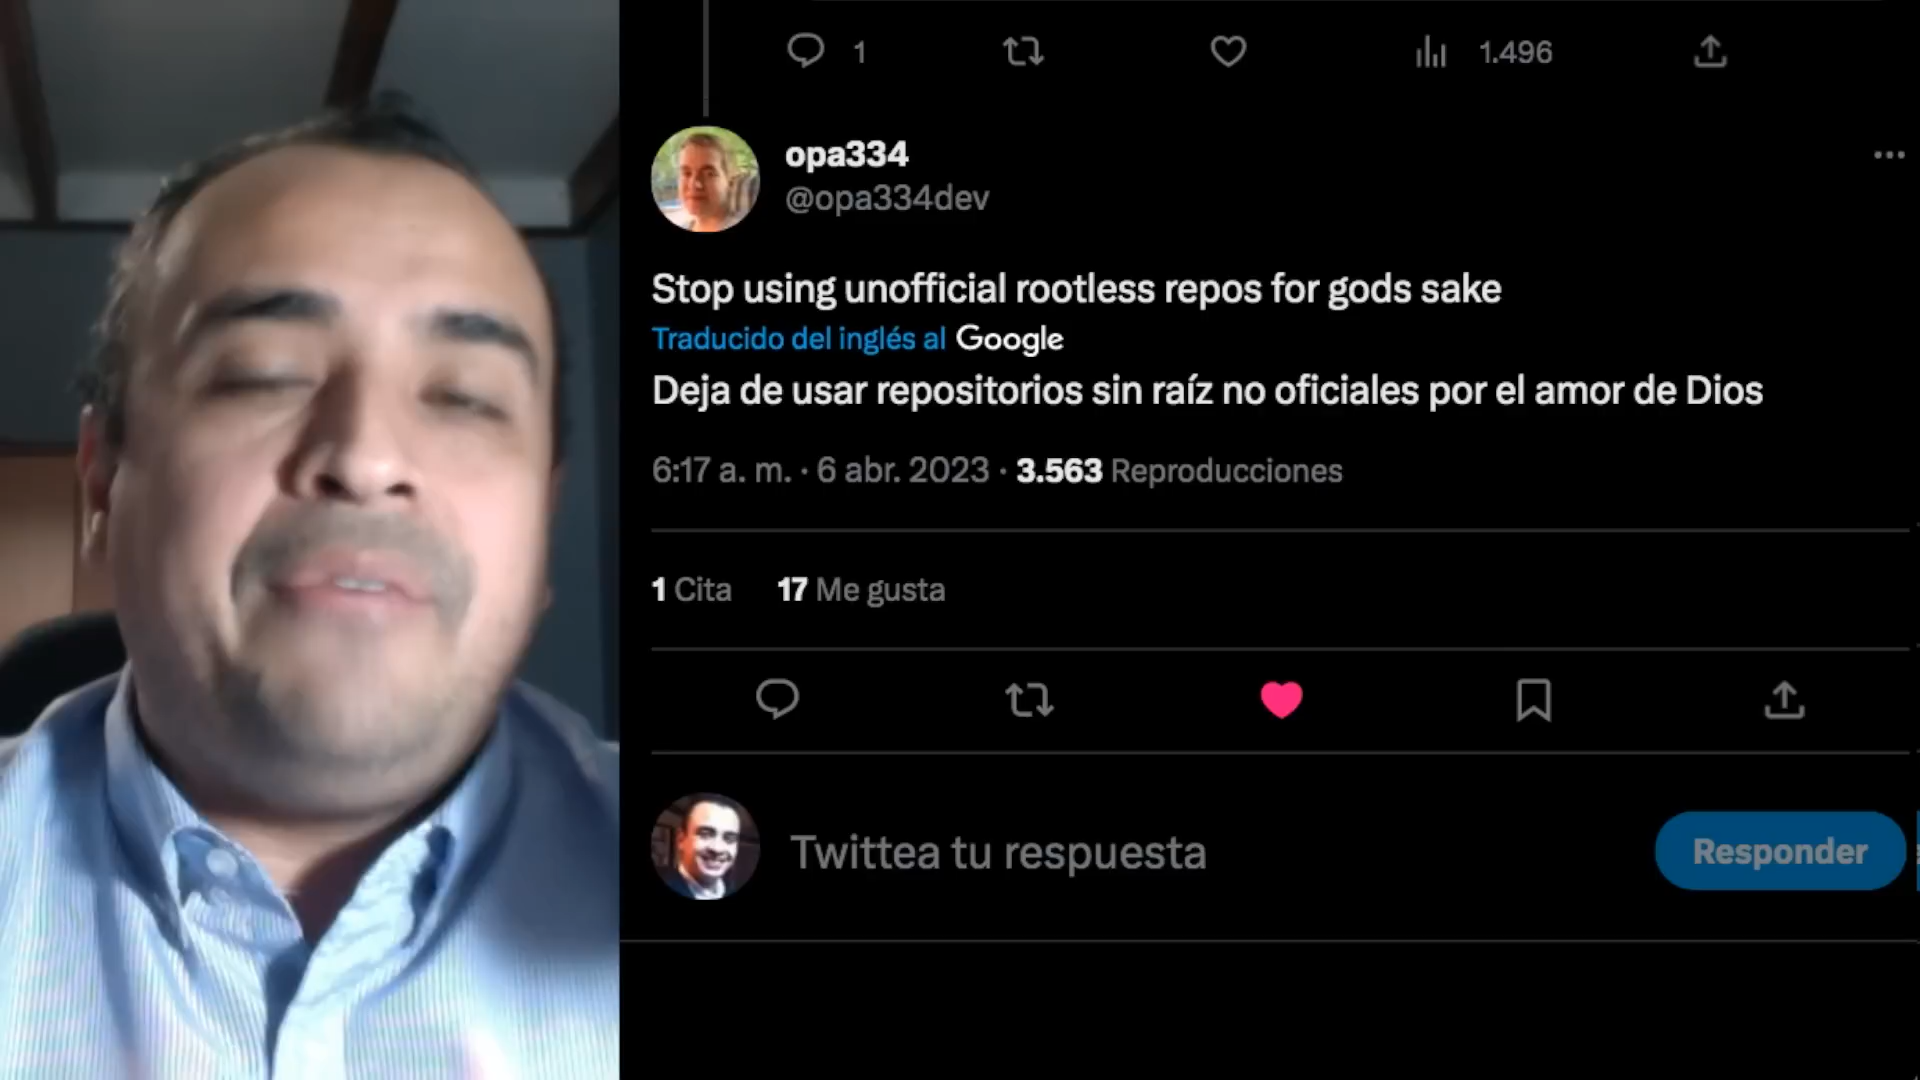 1
1.496
opa334
@opa334dev
Stop using unofficial rootless repos for gods sake
Traducido del inglés al Google
Deja de usar repositorios sin raíz no oficiales por el amor de Dios
6:17 a. m. · 6 abr. 2023 · 3.563 Reproducciones
1 Cita 17 Me gusta
Twittea tu respuesta
Responder